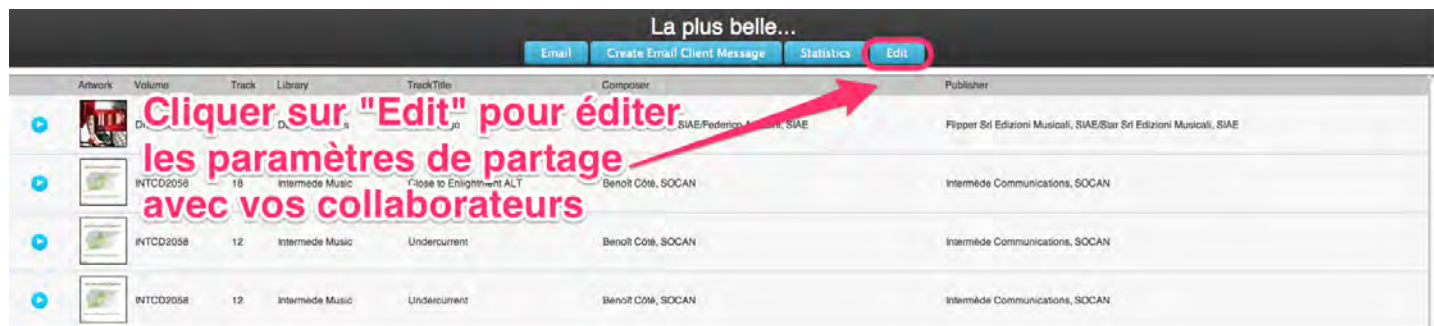 La plus belle...
Email Create Email Client Message Statistics Edit
Artwork Volume Track Library TrackTitle Composer Publisher
Cliquer sur "Edit" pour éditer
SIAE/Federico SIAE Flipper Srl Edizioni Musicali, SIAE/Star Srl Edizioni Musicali, SIAE
les paramètres de partage
INTCD2058 18 Intermede Music Close to Enlightment ALT Benoît Côté, SOCAN Intermède Communications, SOCAN
avec vos collaborateurs
INTCD2058 12 Intermede Music Undercurrent Benoît Côté, SOCAN Intermède Communications, SOCAN
INTCD2058 12 Intermede Music Undercurrent Benoît Côté, SOCAN Intermède Communications, SOCAN